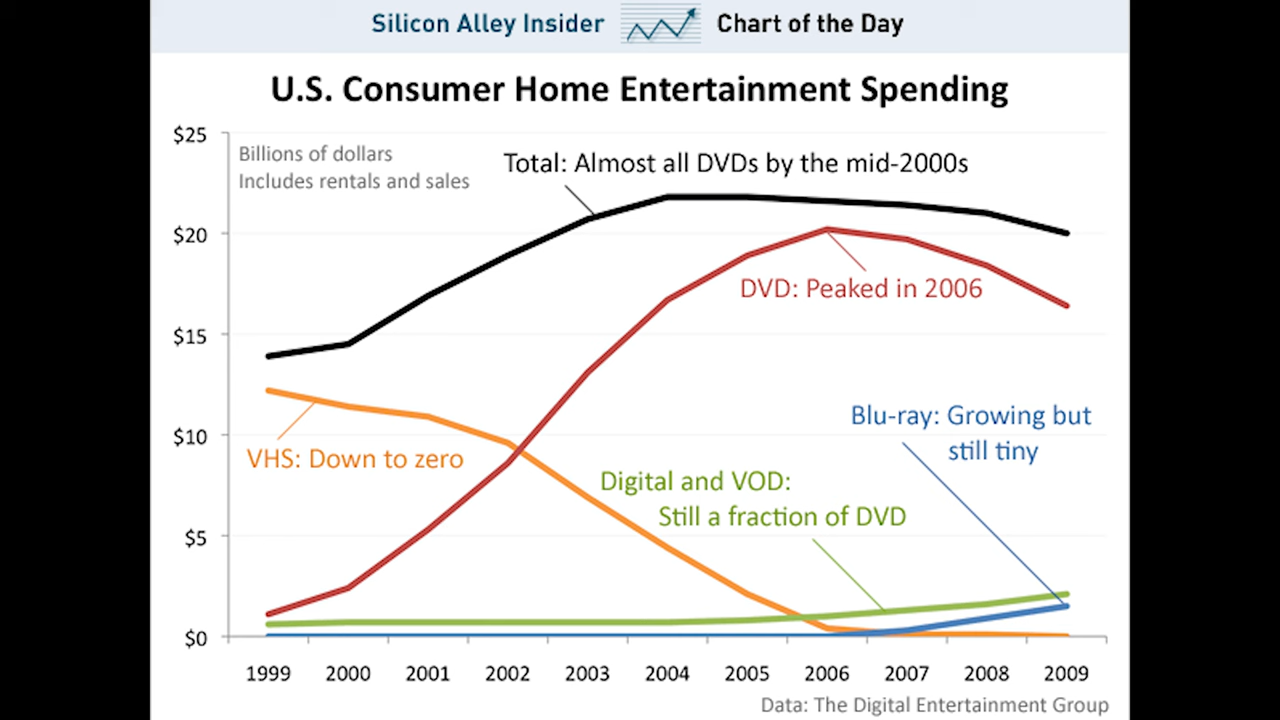 Silicon Alley Insider Chart of the Day
U.S. Consumer Home Entertainment Spending
$25
Billions of dollars
Includes rentals and sales
Total: Almost all DVDs by the mid-2000s
$20
DVD: Peaked in 2006
$15
Blu-ray: Growing but
still tiny
$10
VHS: Down to zero
Digital and VOD:
Still a fraction of DVD
$5
$0
1999 2000 2001 2002 2003 2004 2005 2006 2007 2008 2009
Data: The Digital Entertainment Group